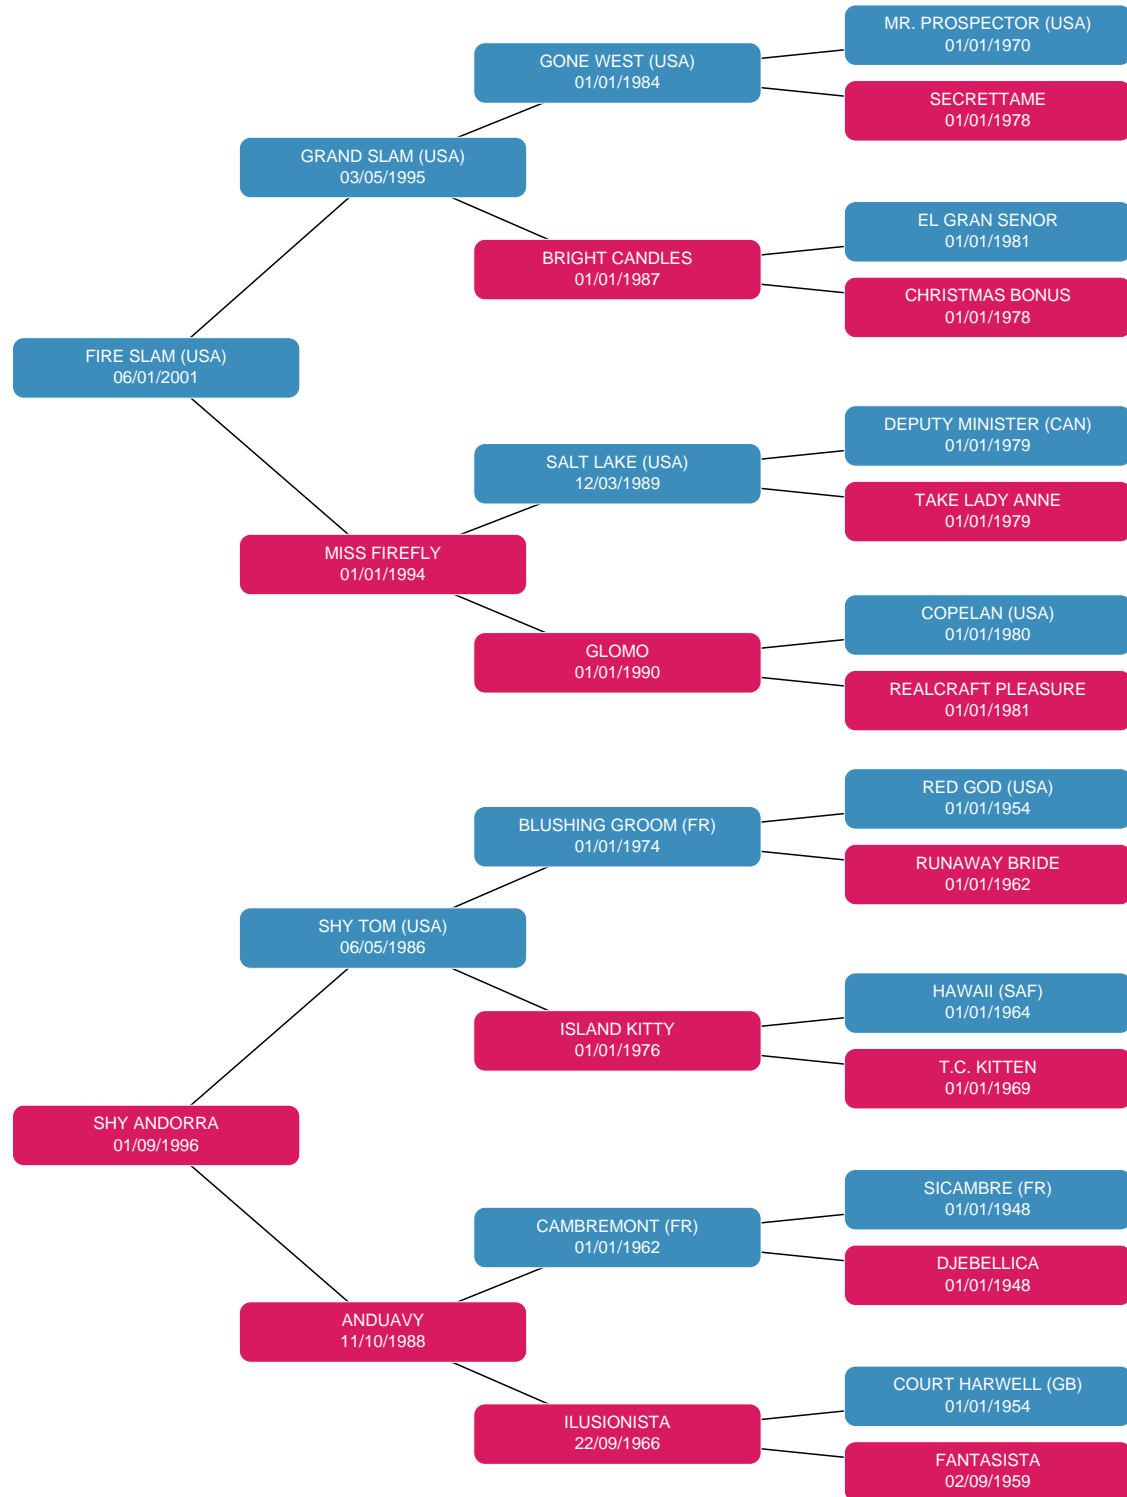 MR. PROSPECTOR (USA)
01/01/1970
GONE WEST (USA)
01/01/1984
SECRETTAME
01/01/1978
GRAND SLAM (USA)
03/05/1995
EL GRAN SENOR
01/01/1981
BRIGHT CANDLES
01/01/1987
CHRISTMAS BONUS
01/01/1978
FIRE SLAM (USA)
06/01/2001
DEPUTY MINISTER (CAN)
01/01/1979
SALT LAKE (USA)
12/03/1989
TAKE LADY ANNE
01/01/1979
MISS FIREFLY
01/01/1994
COPELAN (USA)
01/01/1980
GLOMO
01/01/1990
REALCRAFT PLEASURE
01/01/1981
RED GOD (USA)
01/01/1954
BLUSHING GROOM (FR)
01/01/1974
RUNAWAY BRIDE
01/01/1962
SHY TOM (USA)
06/05/1986
HAWAII (SAF)
01/01/1964
ISLAND KITTY
01/01/1976
T.C. KITTEN
01/01/1969
SHY ANDORRA
01/09/1996
SICAMBRE (FR)
01/01/1948
CAMBREMONT (FR)
01/01/1962
DJEBELLICA
01/01/1948
ANDUAVY
11/10/1988
COURT HARWELL (GB)
01/01/1954
ILUSIONISTA
22/09/1966
FANTASISTA
02/09/1959